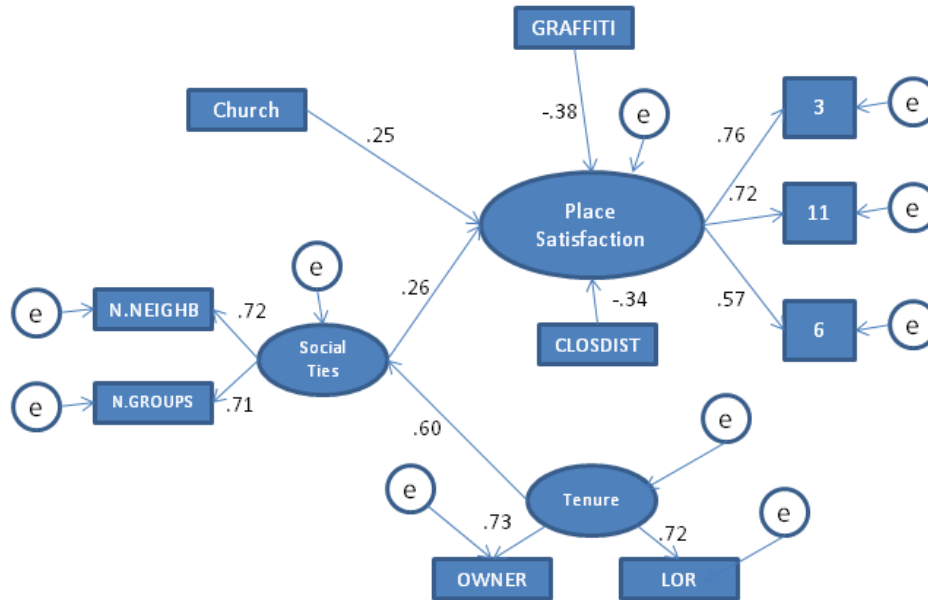 GRAFFITI
Church
e
3
e
-.38
.76
.25
Place
Satisfaction
.72
11
e
e
.26
-.34
.57
N.NEIGHB
e
.72
Social
Ties
CLOSDIST
6
e
N.GROUPS
e
.71
.60
e
e
Tenure
e
.73
.72
OWNER
LOR